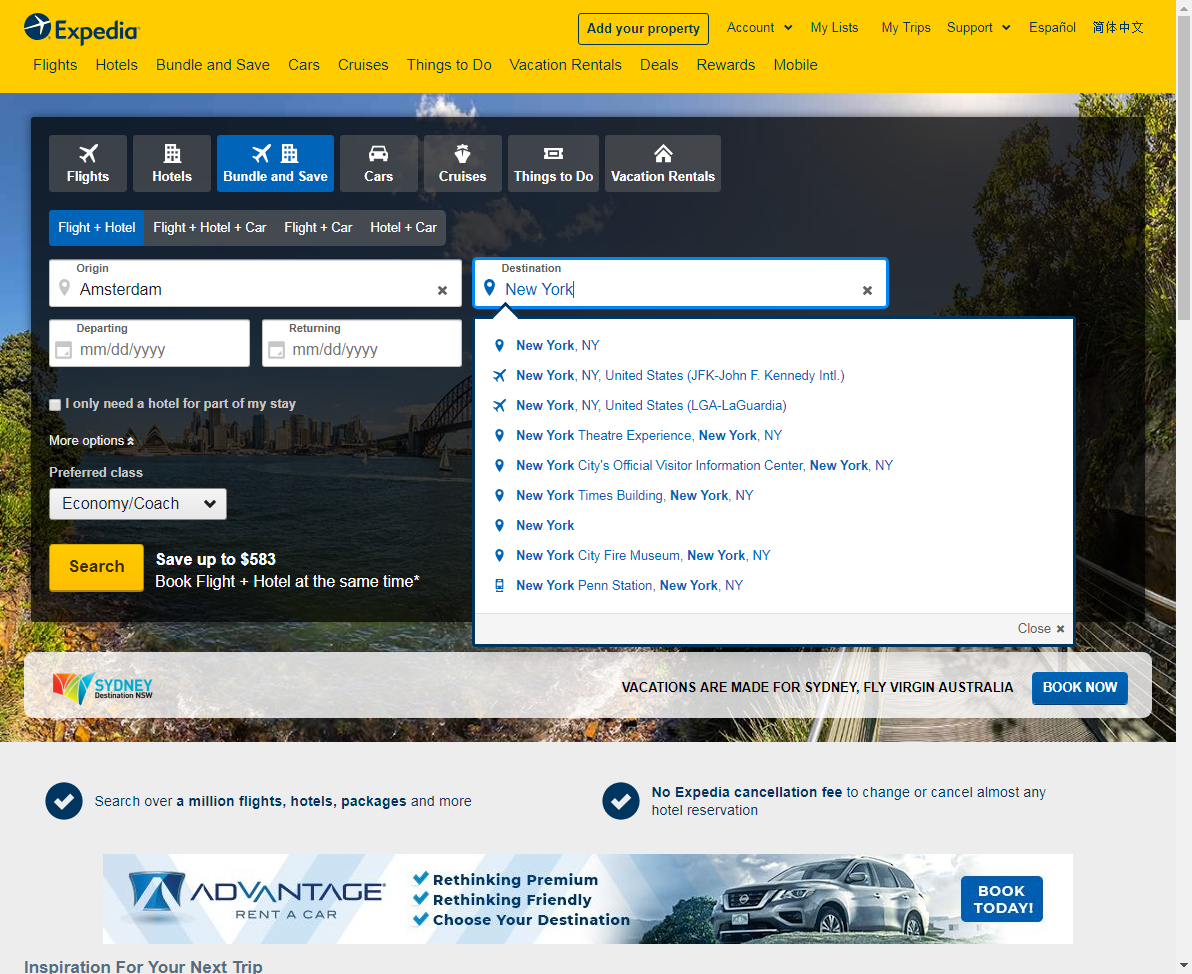 Expedia
Add your property
Account
My Lists
My Trips
Support
Español
简体中文
Flights
Hotels
Bundle and Save
Cars
Cruises
Things to Do
Vacation Rentals
Deals
Rewards
Mobile
Flights
Hotels
Bundle and Save
Cars
Cruises
Things to Do
Vacation Rentals
Flight + Hotel
Flight + Hotel + Car
Flight + Car
Hotel + Car
Origin
Amsterdam
Destination
New York
Departing
mm/dd/yyyy
Returning
mm/dd/yyyy
New York, NY
New York, NY, United States (JFK-John F. Kennedy Intl.)
New York, NY, United States (LGA-LaGuardia)
New York Theatre Experience, New York, NY
New York City's Official Visitor Information Center, New York, NY
New York Times Building, New York, NY
New York
New York City Fire Museum, New York, NY
New York Penn Station, New York, NY
Close
I only need a hotel for part of my stay
More options
Preferred class
Economy/Coach
Search
Save up to $583
Book Flight + Hotel at the same time*
SYDNEY
Destination NSW
VACATIONS ARE MADE FOR SYDNEY, FLY VIRGIN AUSTRALIA
BOOK NOW
Search over a million flights, hotels, packages and more
No Expedia cancellation fee to change or cancel almost any
hotel reservation
ADVANTAGE
RENT A CAR
Rethinking Premium
Rethinking Friendly
Choose Your Destination
BOOK
TODAY!
Inspiration For Your Next Trip